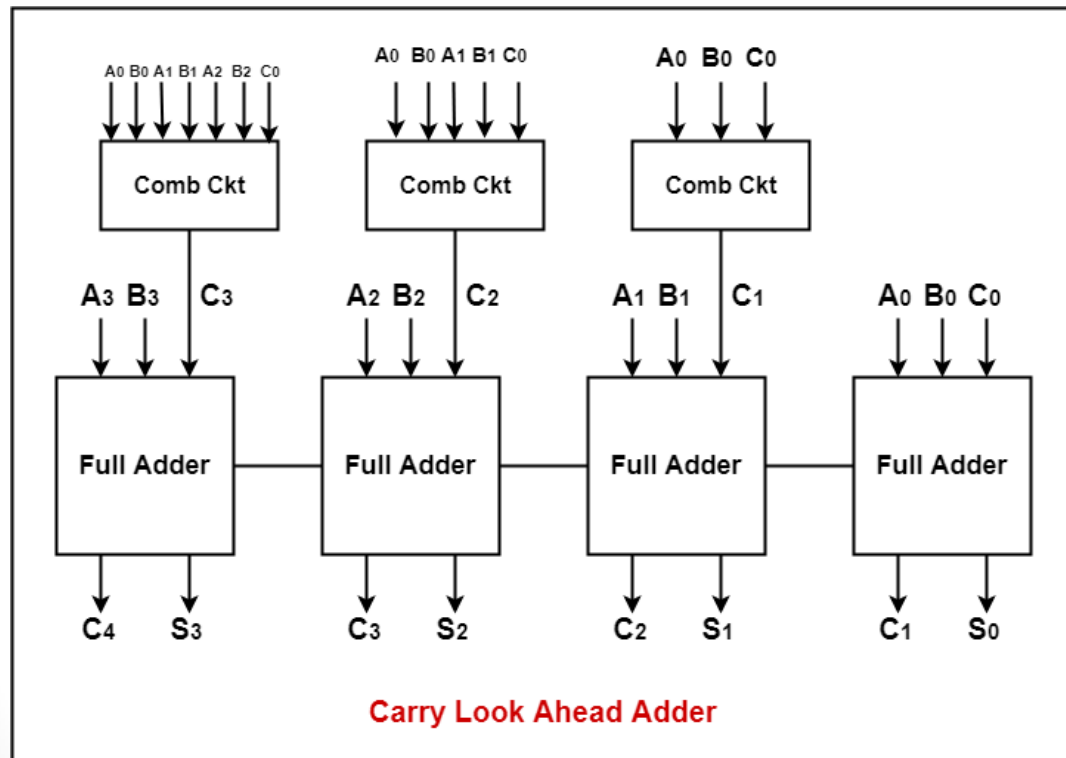 A0 B0 A1 B1 A2 B2 C0
A0 B0 A1 B1 C0
A0 B0 C0
Comb Ckt
Comb Ckt
Comb Ckt
A3 B3 C3
A2 B2 C2
A1 B1 C1
A0 B0 C0
Full Adder
Full Adder
Full Adder
Full Adder
C4 S3
C3 S2
C2 S1
C1 S0
Carry Look Ahead Adder